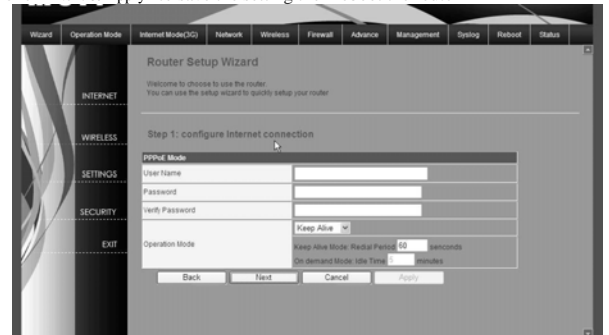 Wizard Operation Mode Internet Mode(3G) Network Wireless Firewall Advance Management Syslog Reboot Status
Router Setup Wizard
Welcome to choose to use the router.
You can use the setup wizard to quickly setup your router
INTERNET
WIRELESS
SETTINGS
SECURITY
EXIT
Step 1: configure Internet connection
PPPoE Mode
User Name
Password
Verify Password
Operation Mode
Keep Alive
Keep Alive Mode: Redial Period 60 senconds
On demand Mode: Idle Time 5 minutes
Back Next Cancel Apply